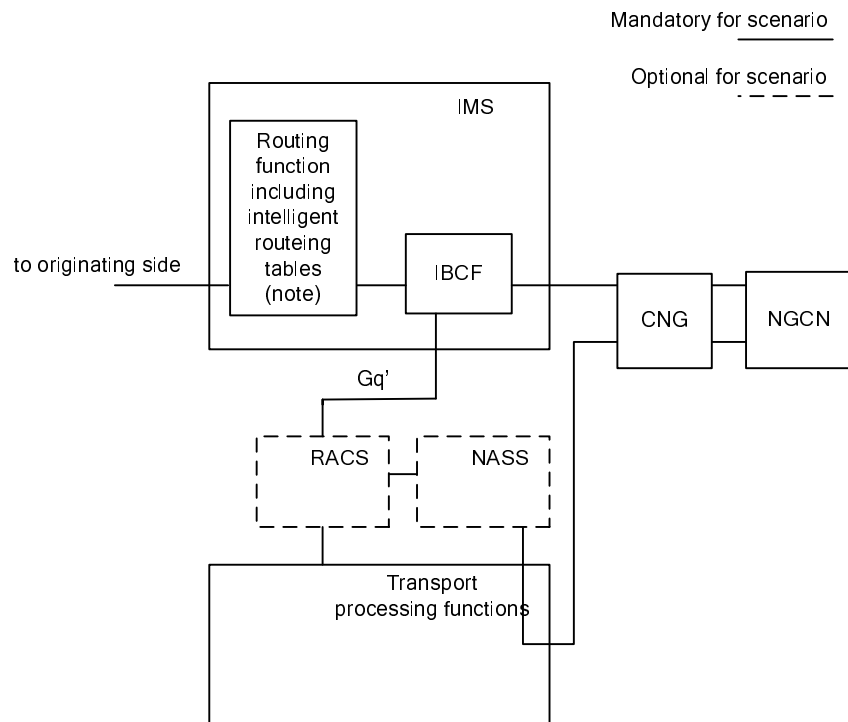 Mandatory for scenario
Optional for scenario
IMS
Routing
function
including
intelligent
routeing
tables
(note)
to originating side
IBCF
CNG
NGCN
Gq’
RACS
NASS
Transport
processing functions